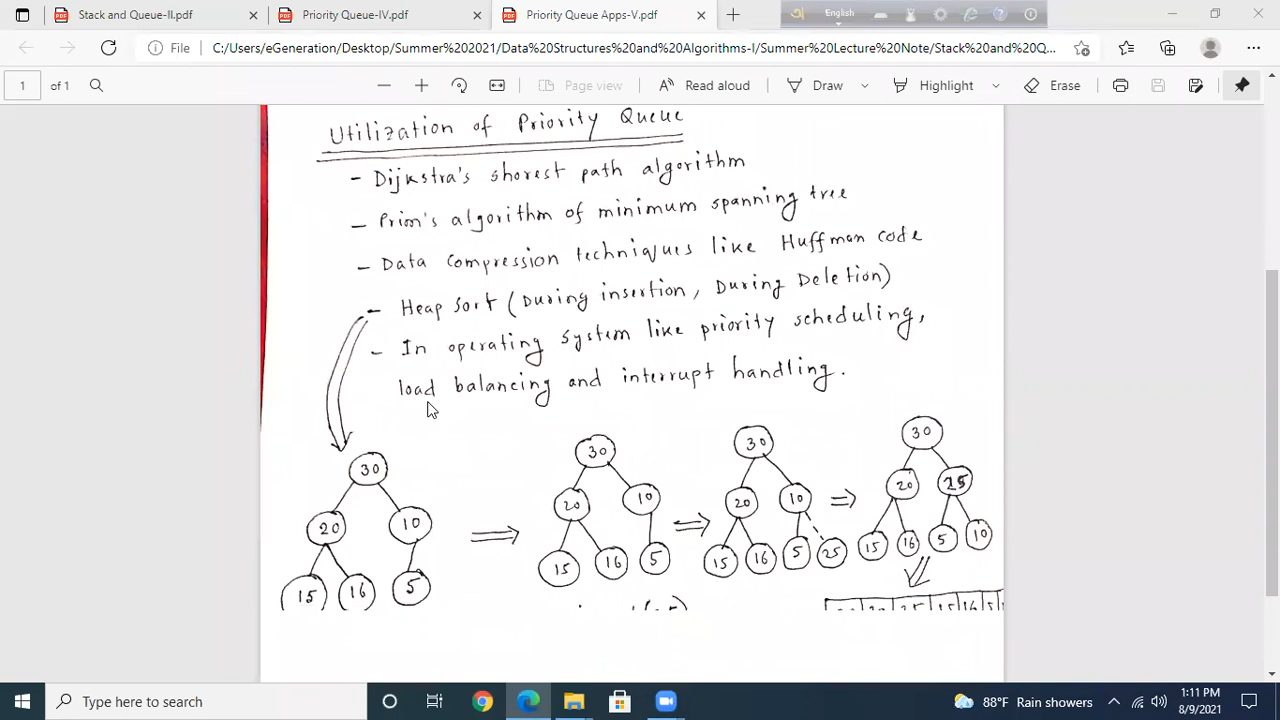 Stack and Queue-II.pdf
Priority Queue-IV.pdf
Priority Queue Apps-V.pdf
English
File
C:/Users/eGeneration/Desktop/Summer%202021/Data%20Structures%20and%20Algorithms-I/Summer%20Lecture%20Note/Stack%20and%20Q...
1 of 1
Page view
Read aloud
Draw
Highlight
Erase
Utilization of Priority Queue
- Dijkstra's shorest path algorithm
- Prim's algorithm of minimum spanning tree
- Data compression techniques like Huffman code
- Heap sort (During insertion, During Deletion)
- In operating system like priority scheduling,
load balancing and interrupt handling.
30
20 10
15 16 5
30
20 10
15 16 5
30
20 10
15 16 5 25
30
20 25
15 16 5 10
Type here to search
88°F Rain showers
1:11 PM
8/9/2021